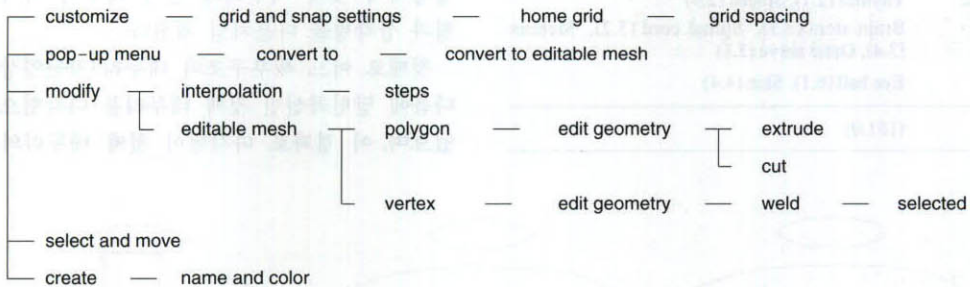 customize grid and snap settings home grid grid spacing
pop-up menu convert to convert to editable mesh
modify interpolation steps
editable mesh polygon edit geometry extrude
cut
vertex edit geometry weld selected
select and move
create name and color